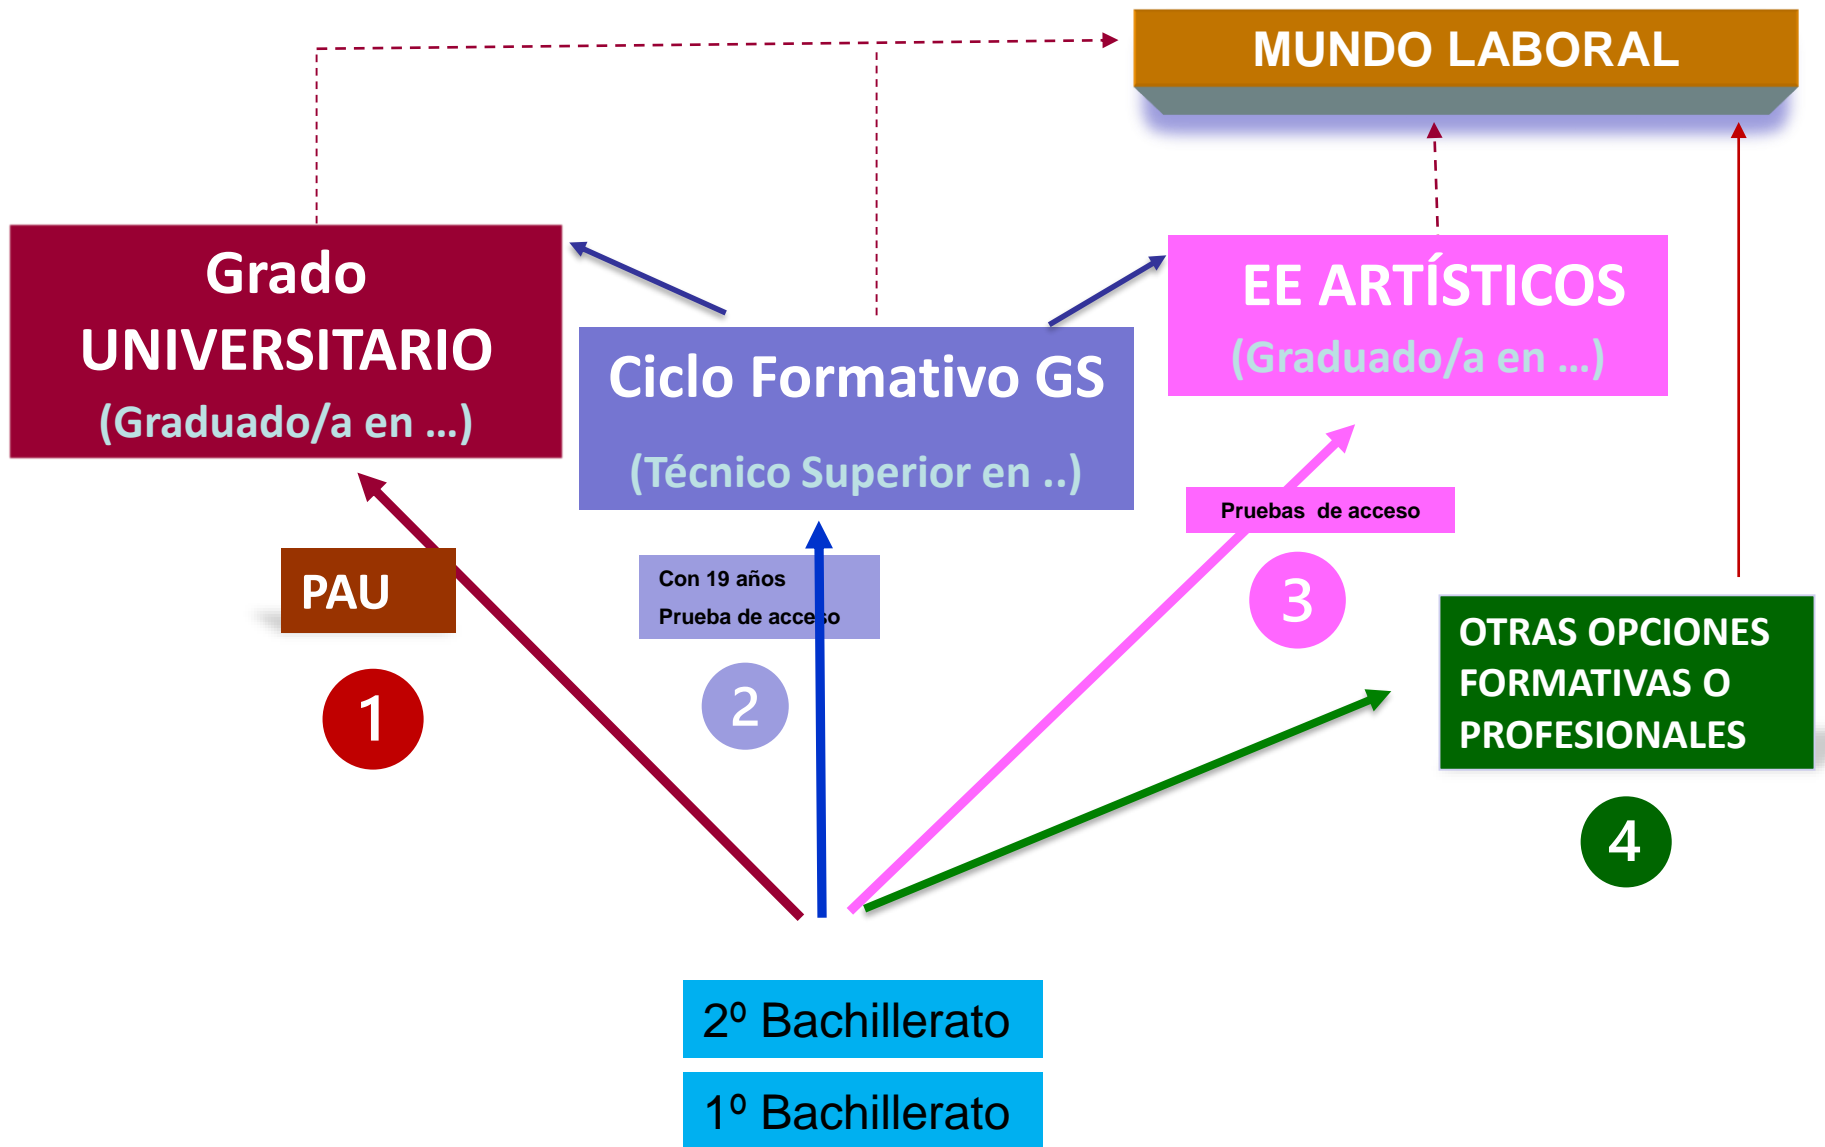 MUNDO LABORAL
Grado
UNIVERSITARIO
(Graduado/a en ...)
Ciclo Formativo GS
(Técnico Superior en ..)
EE ARTÍSTICOS
(Graduado/a en ...)
Pruebas de acceso
PAU
Con 19 años
Prueba de acceso
3
OTRAS OPCIONES
FORMATIVAS O
PROFESIONALES
1
2
4
2º Bachillerato
1º Bachillerato